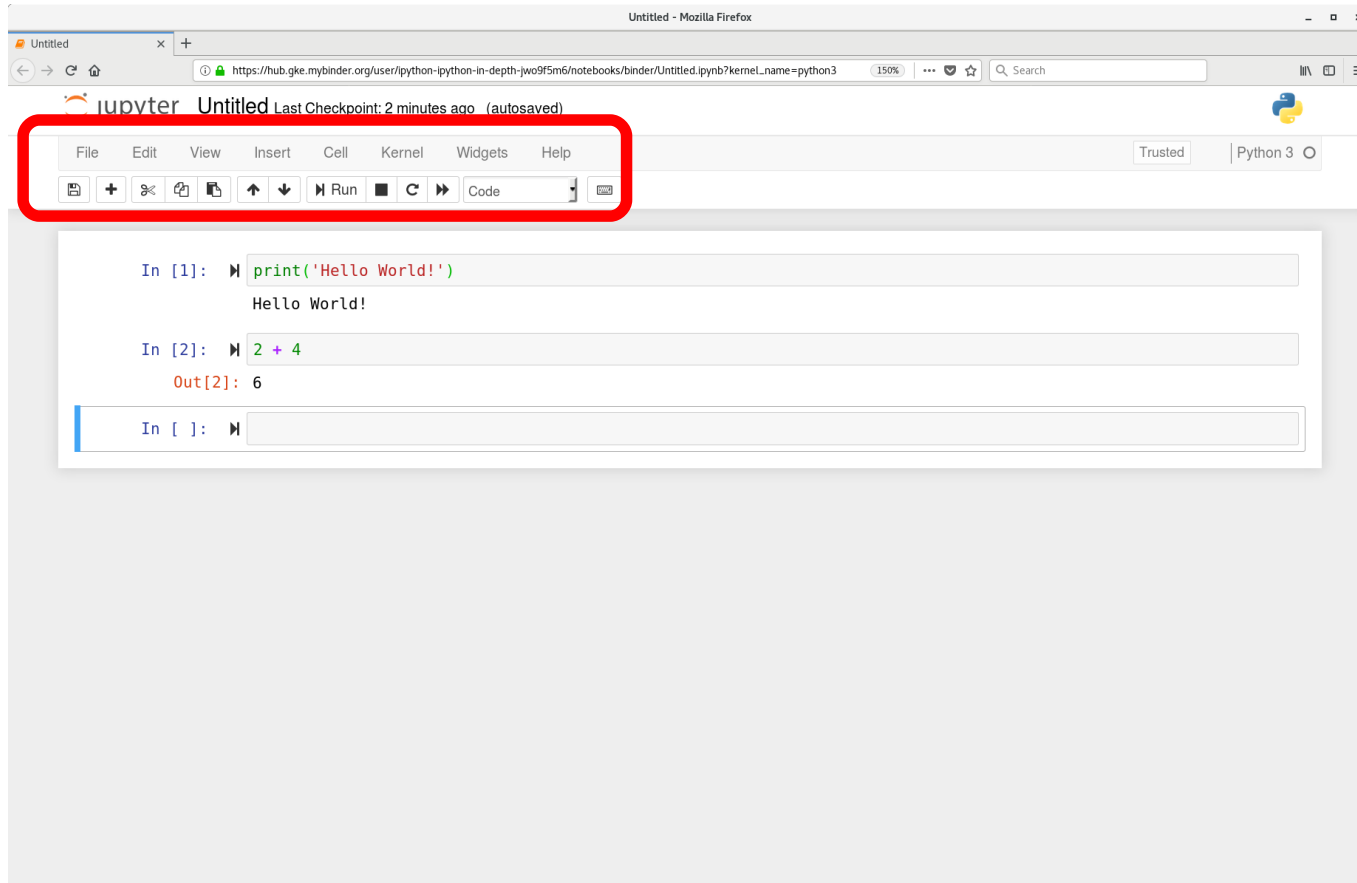 Untitled - Mozilla Firefox
Untitled
https://hub.gke.mybinder.org/user/ipython-ipython-in-depth-jwo9f5m6/notebooks/binder/Untitled.ipynb?kernel_name=python3 150% Search
jupyter Untitled Last Checkpoint: 2 minutes ago (autosaved)
File Edit View Insert Cell Kernel Widgets Help Trusted Python 3
Run Code
In [1]: print('Hello World!')
Hello World!
In [2]: 2 + 4
Out[2]: 6
In [ ]: